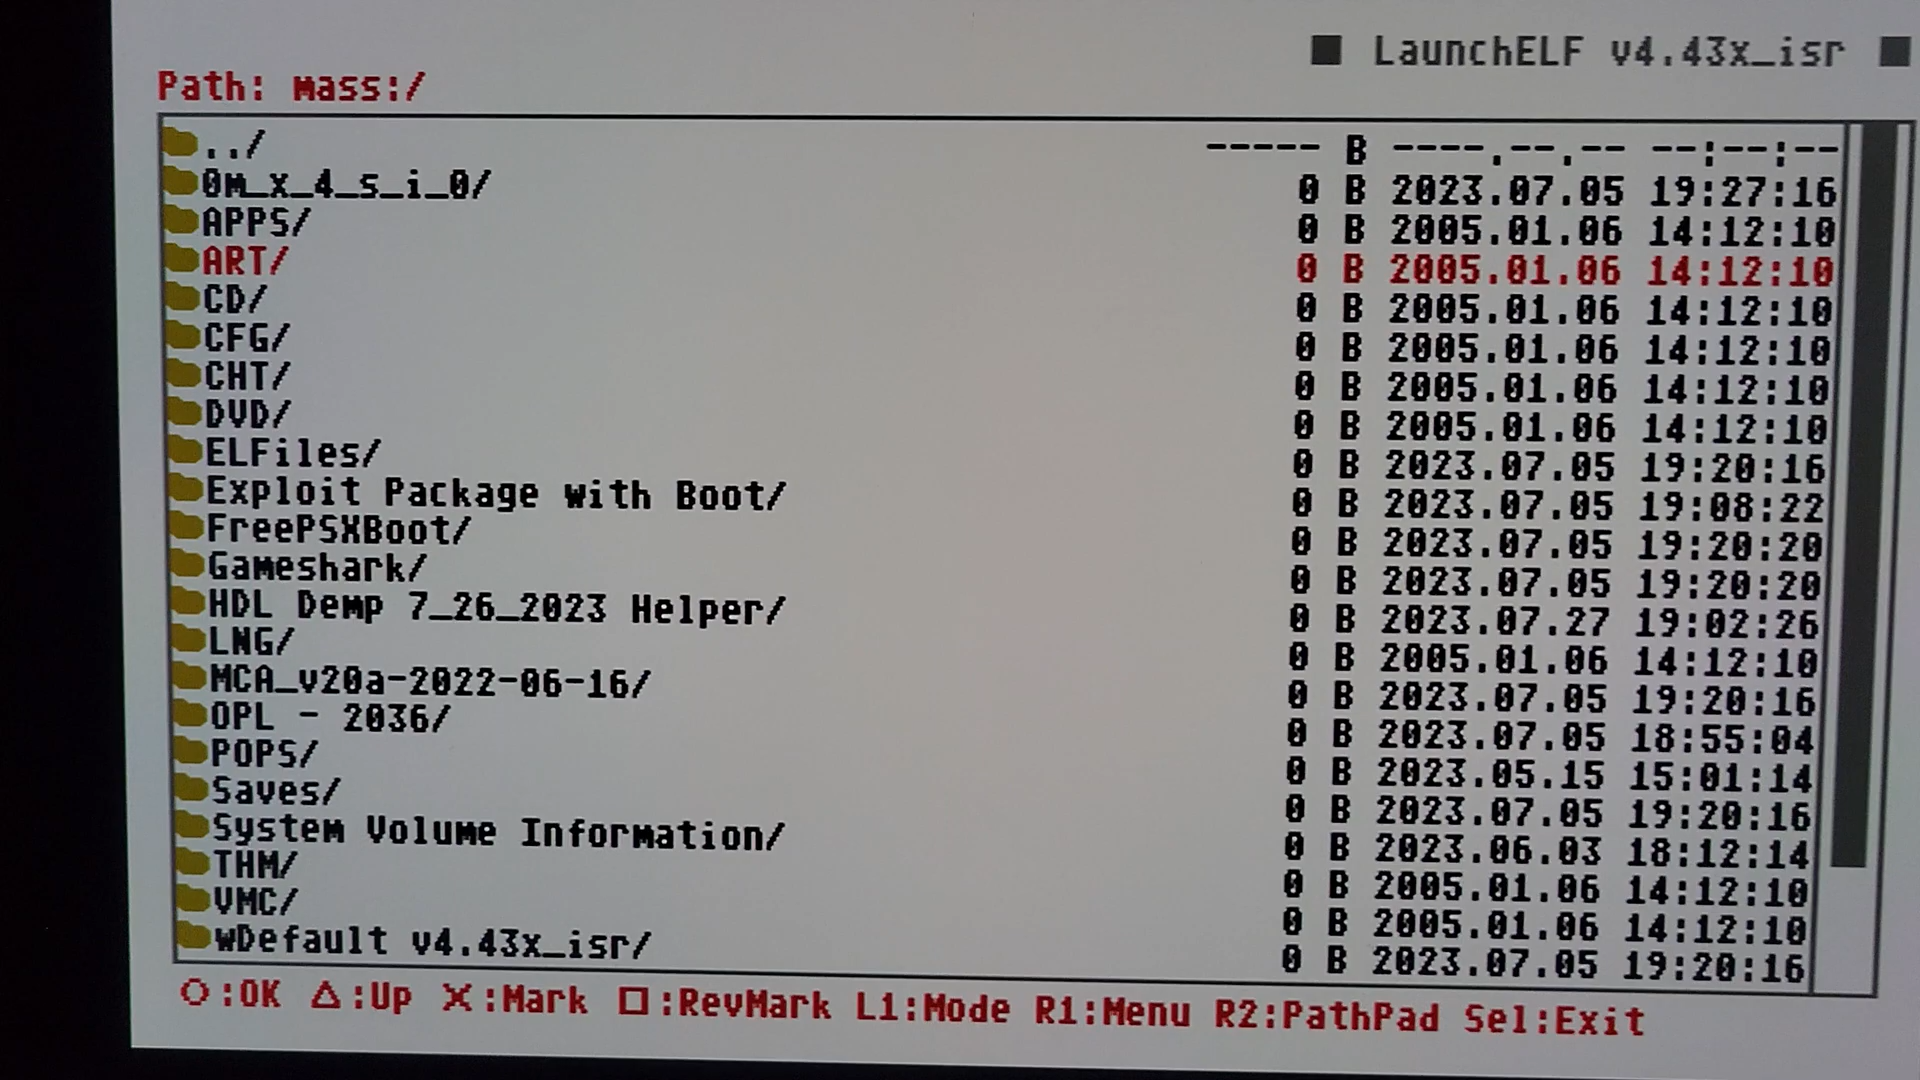 ■ LaunchELF v4.43x_isr ■
Path: mass:/
../ ----- B ----.--.-- --:--:--
0m_x_4_s_i_0/ 0 B 2023.07.05 19:27:16
APPS/ 0 B 2005.01.06 14:12:10
ART/ 0 B 2005.01.06 14:12:10
CD/ 0 B 2005.01.06 14:12:10
CFG/ 0 B 2005.01.06 14:12:10
CHT/ 0 B 2005.01.06 14:12:10
DVD/ 0 B 2005.01.06 14:12:10
ELFiles/ 0 B 2023.07.05 19:20:16
Exploit Package with Boot/ 0 B 2023.07.05 19:08:22
FreePSXBoot/ 0 B 2023.07.05 19:20:20
Gameshark/ 0 B 2023.07.05 19:20:20
HDL Demp 7_26_2023 Helper/ 0 B 2023.07.27 19:02:26
LNG/ 0 B 2005.01.06 14:12:10
MCA_v20a-2022-06-16/ 0 B 2023.07.05 19:20:16
OPL - 2036/ 0 B 2023.07.05 18:55:04
POPS/ 0 B 2023.05.15 15:01:14
Saves/ 0 B 2023.07.05 19:20:16
System Volume Information/ 0 B 2023.06.03 18:12:14
THM/ 0 B 2005.01.06 14:12:10
VMC/ 0 B 2005.01.06 14:12:10
wDefault v4.43x_isr/ 0 B 2023.07.05 19:20:16
○:OK △:Up ×:Mark □:RevMark L1:Mode R1:Menu R2:PathPad Sel:Exit